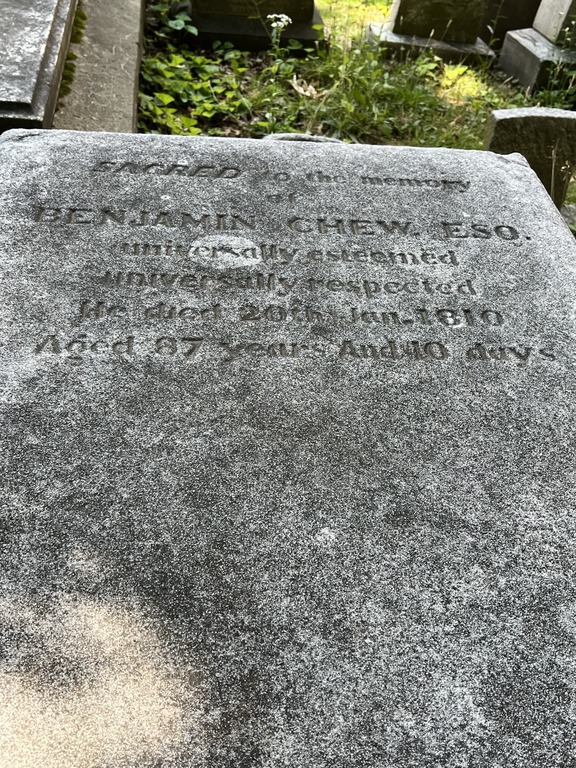 SACRED to the memory
of
BENJAMIN CHEW, ESQ.
universally esteemed
universally respected
He died 20th Jan. 1810
Aged 87 years And 10 days